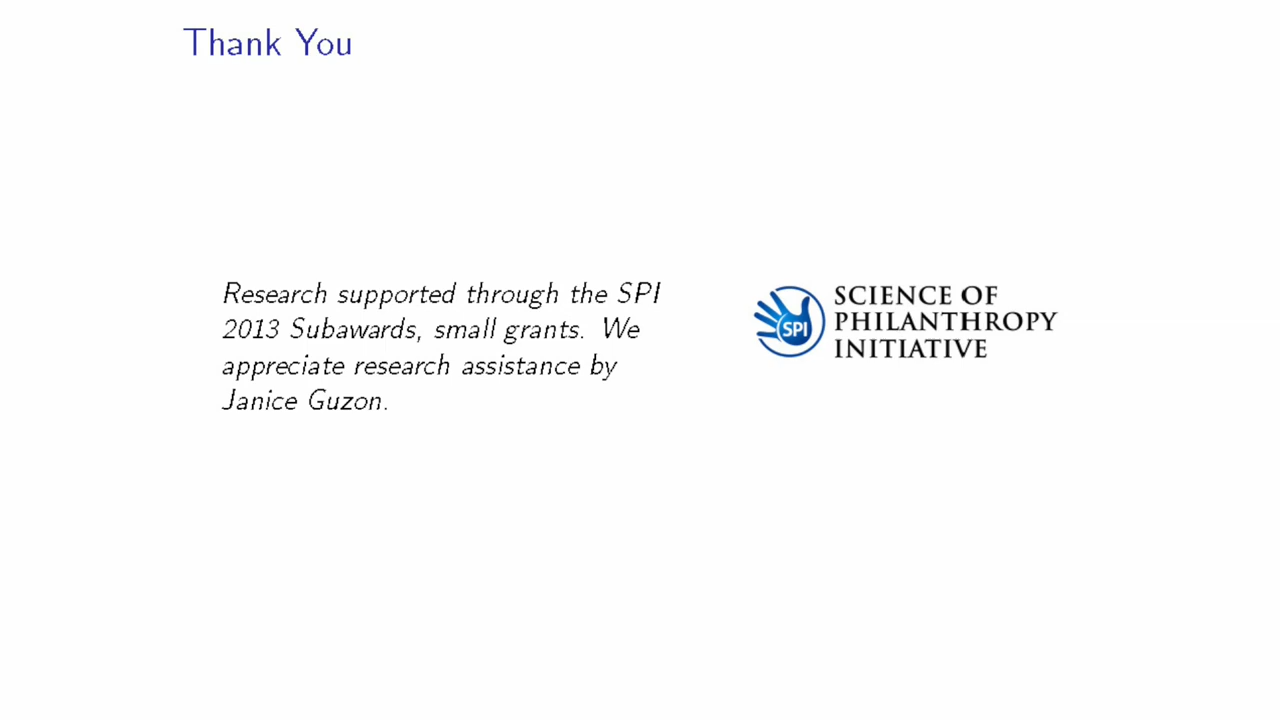 Thank You
Research supported through the SPI
2013 Subawards, small grants. We
appreciate research assistance by
Janice Guzon.
SPI
SCIENCE OF
PHILANTHROPY
INITIATIVE